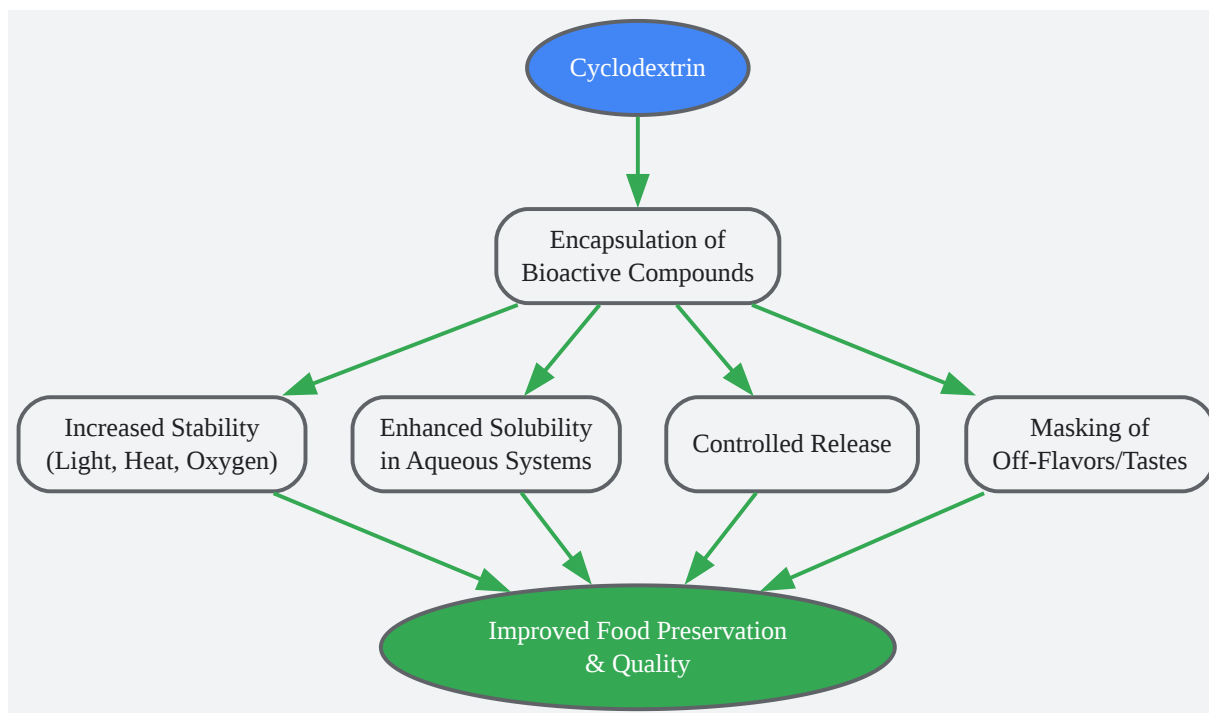 Cyclodextrin
Encapsulation of
Bioactive Compounds
Increased Stability
(Light, Heat, Oxygen)
Enhanced Solubility
in Aqueous Systems
Controlled Release
Masking of
Off-Flavors/Tastes
Improved Food Preservation
& Quality